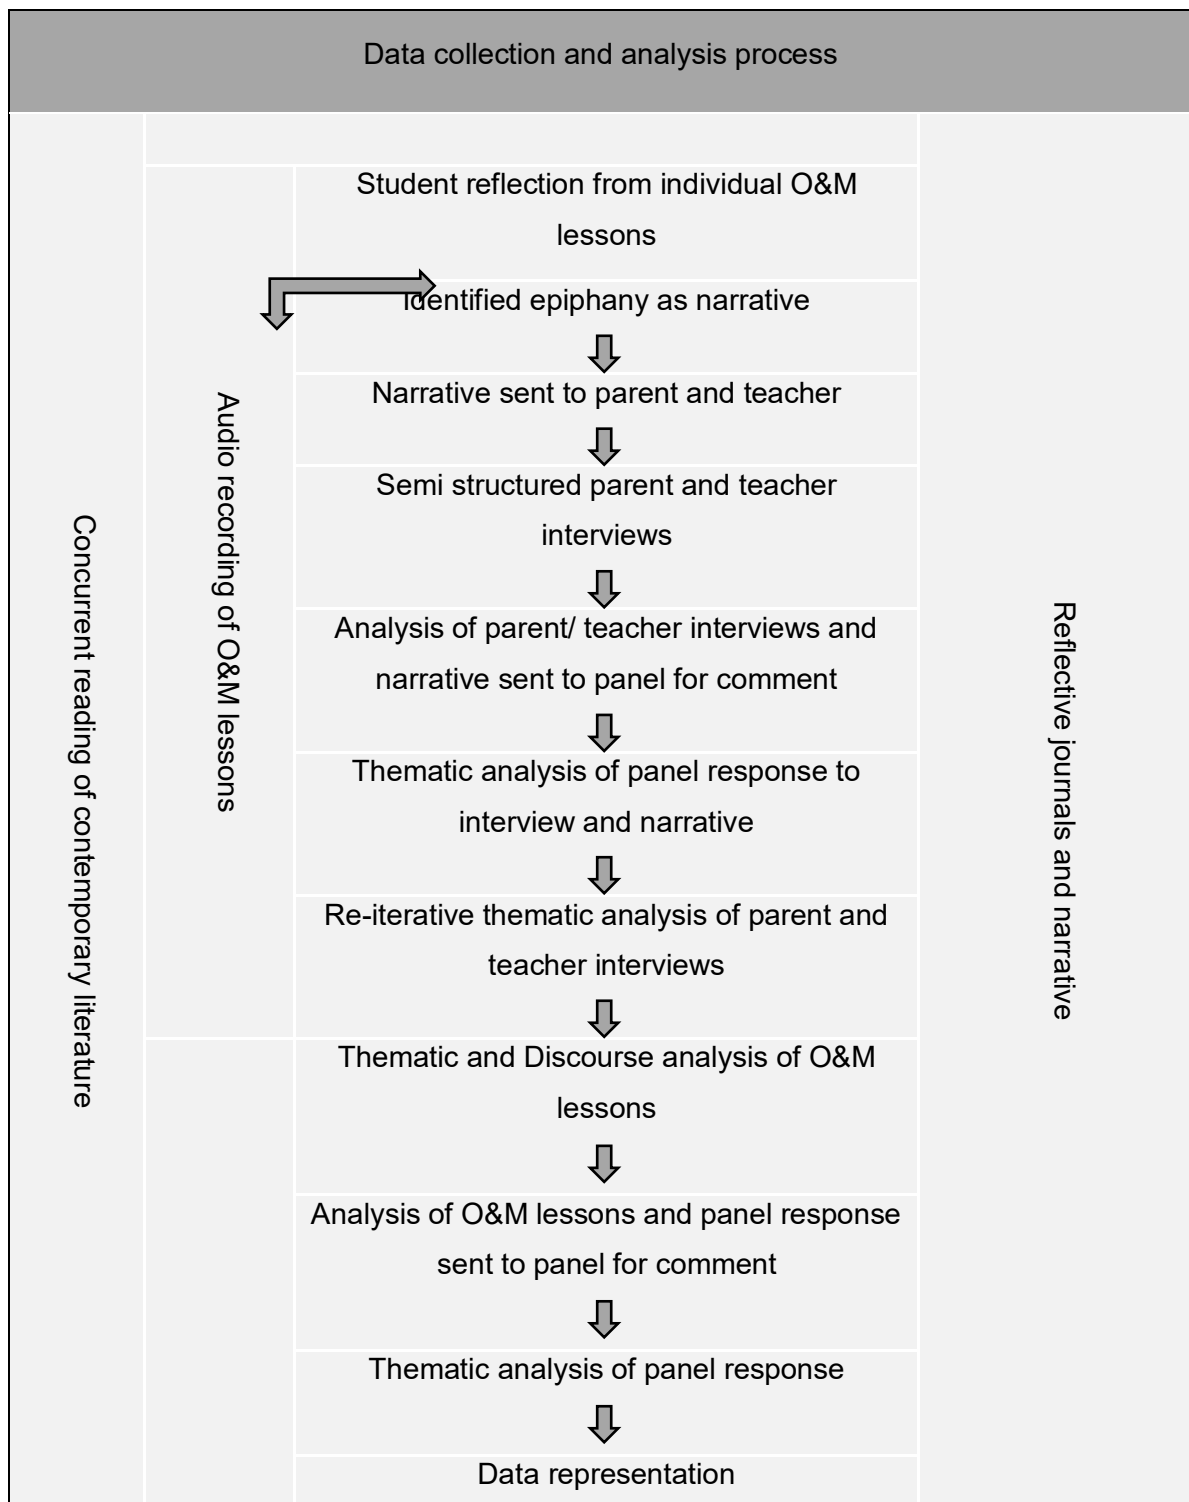 Data collection and analysis process
Concurrent reading of contemporary literature
Audio recording of O&M lessons
Student reflection from individual O&M
lessons
Identified epiphany as narrative
Narrative sent to parent and teacher
Semi structured parent and teacher
interviews
Analysis of parent/ teacher interviews and
narrative sent to panel for comment
Thematic analysis of panel response to
interview and narrative
Re-iterative thematic analysis of parent and
teacher interviews
Thematic and Discourse analysis of O&M
lessons
Analysis of O&M lessons and panel response
sent to panel for comment
Thematic analysis of panel response
Data representation
Reflective journals and narrative